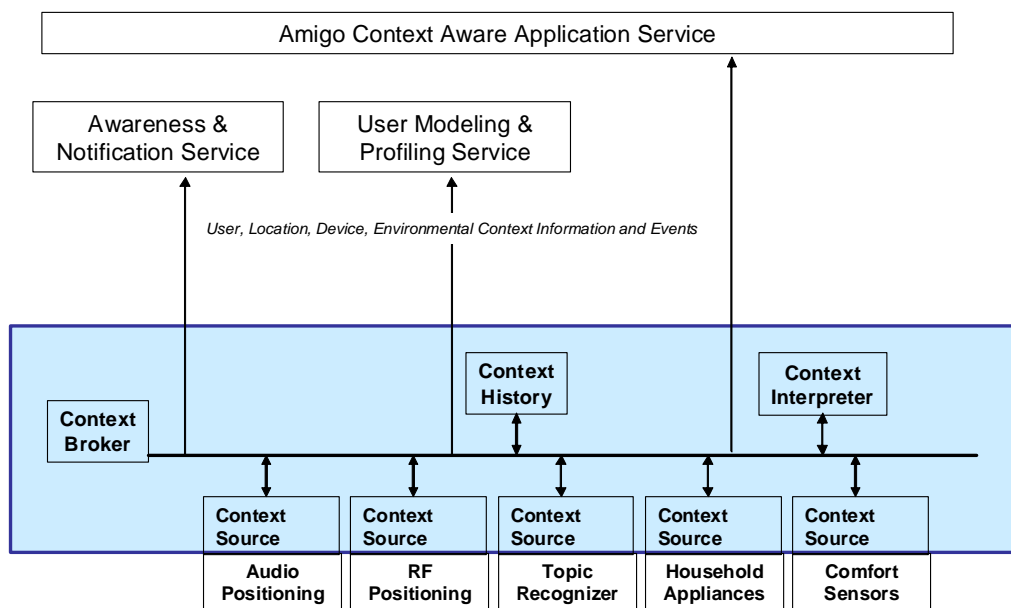 Amigo Context Aware Application Service
Awareness &
Notification Service
User Modeling &
Profiling Service
User, Location, Device, Environmental Context Information and Events
Context
History
Context
Interpreter
Context
Broker
Context
Source
Context
Source
Context
Source
Context
Source
Context
Source
Audio
Positioning
RF
Positioning
Topic
Recognizer
Household
Appliances
Comfort
Sensors